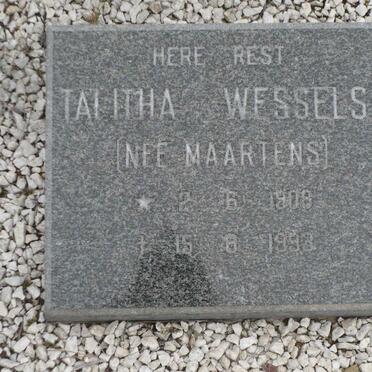 HERE REST
TALITHA WESSELS
(NEE MAARTENS)
★ 2 6 1908
† 15 8 1993